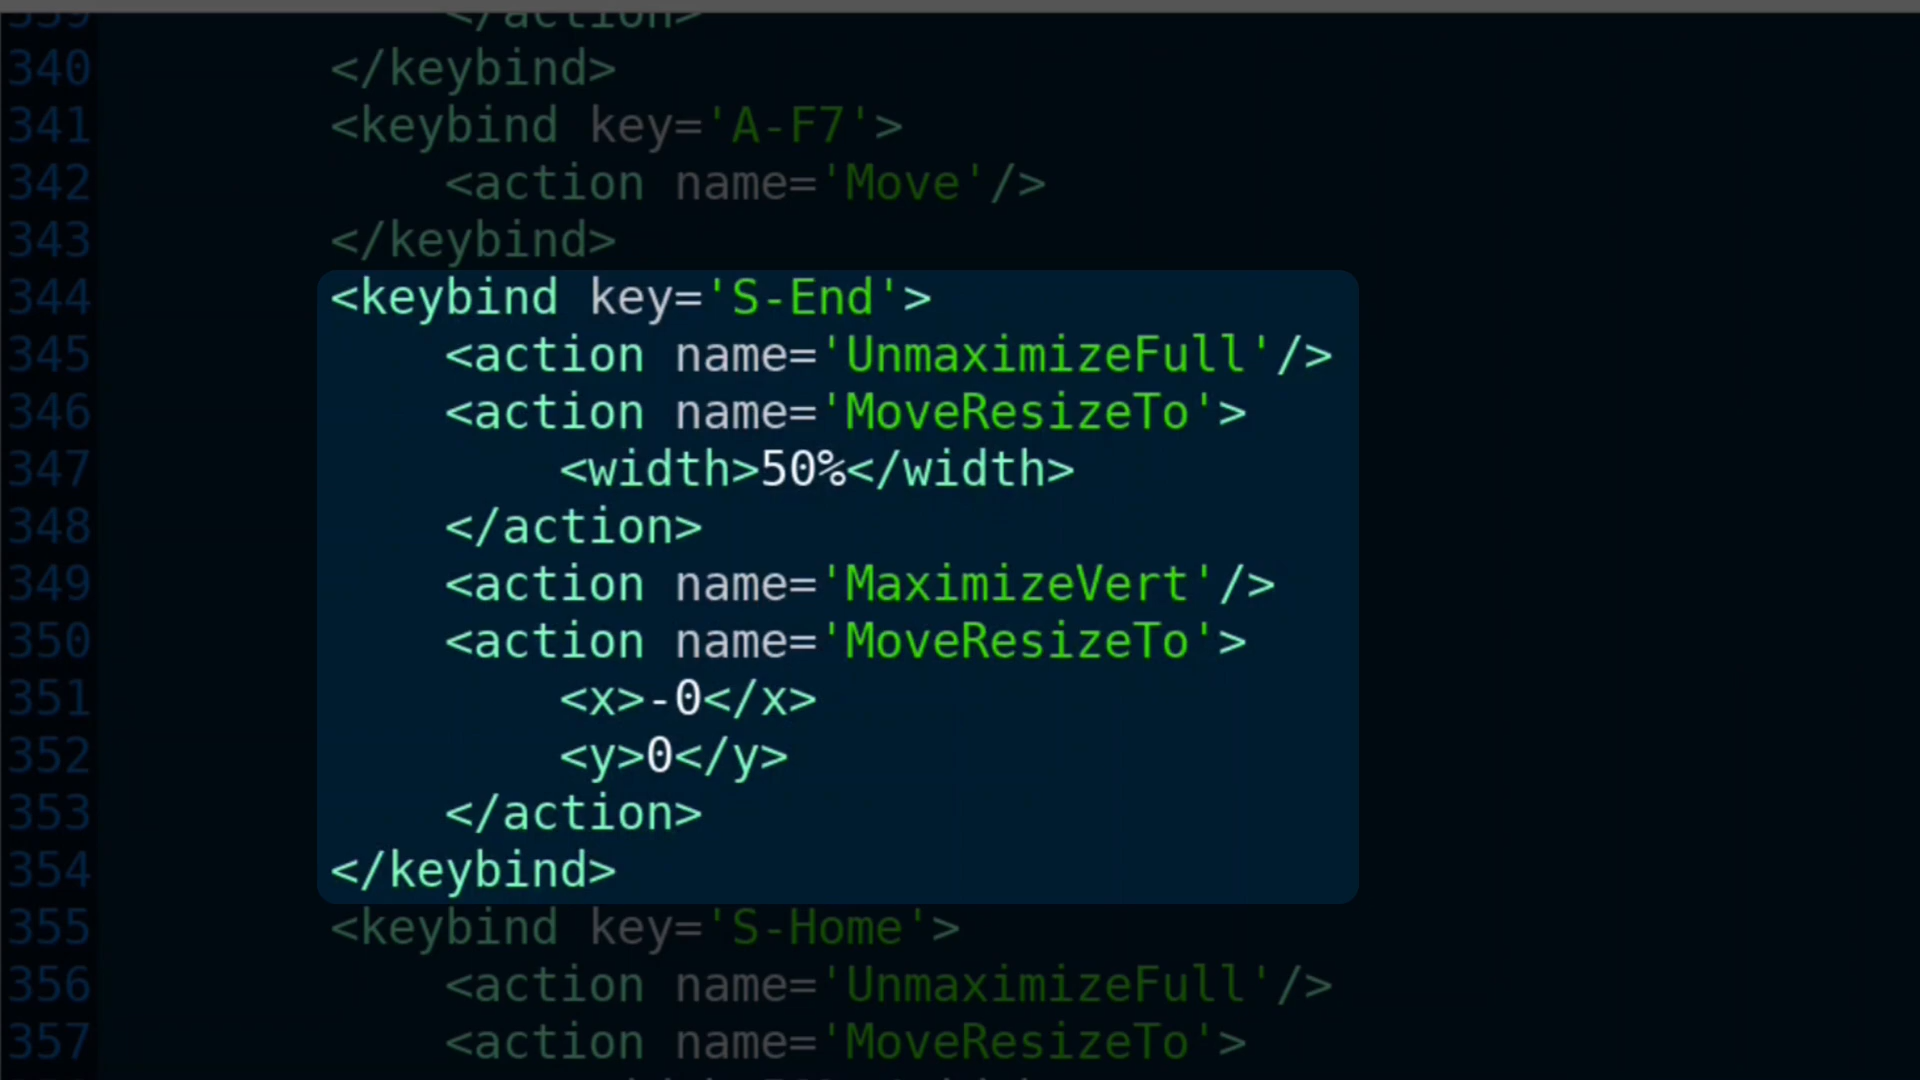 339 </action>
340 </keybind>
341 <keybind key='A-F7'>
342 <action name='Move'/>
343 </keybind>
344 <keybind key='S-End'>
345 <action name='UnmaximizeFull'/>
346 <action name='MoveResizeTo'>
347 <width>50%</width>
348 </action>
349 <action name='MaximizeVert'/>
350 <action name='MoveResizeTo'>
351 <x>-0</x>
352 <y>0</y>
353 </action>
354 </keybind>
355 <keybind key='S-Home'>
356 <action name='UnmaximizeFull'/>
357 <action name='MoveResizeTo'>